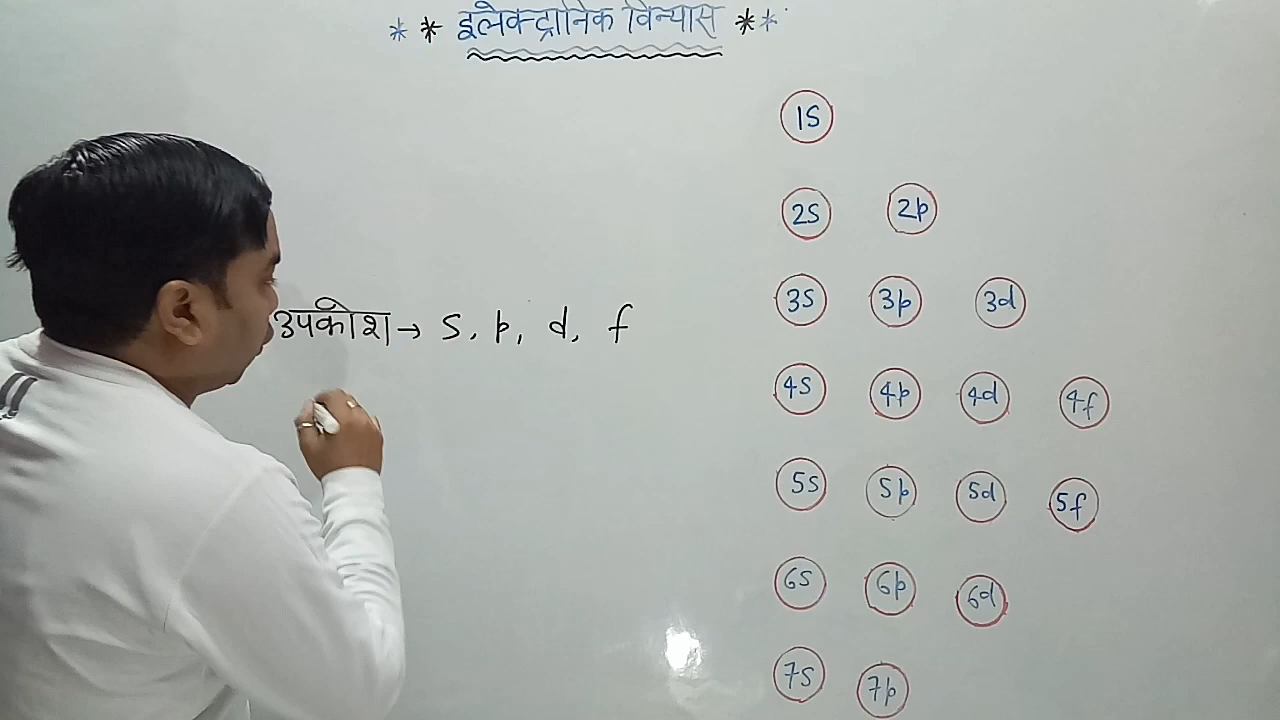 * * इलेक्ट्रानिक विन्यास * *
उपकोश → s, p, d, f
1s
2s 2p
3s 3p 3d
4s 4p 4d 4f
5s 5p 5d 5f
6s 6p 6d
7s 7p